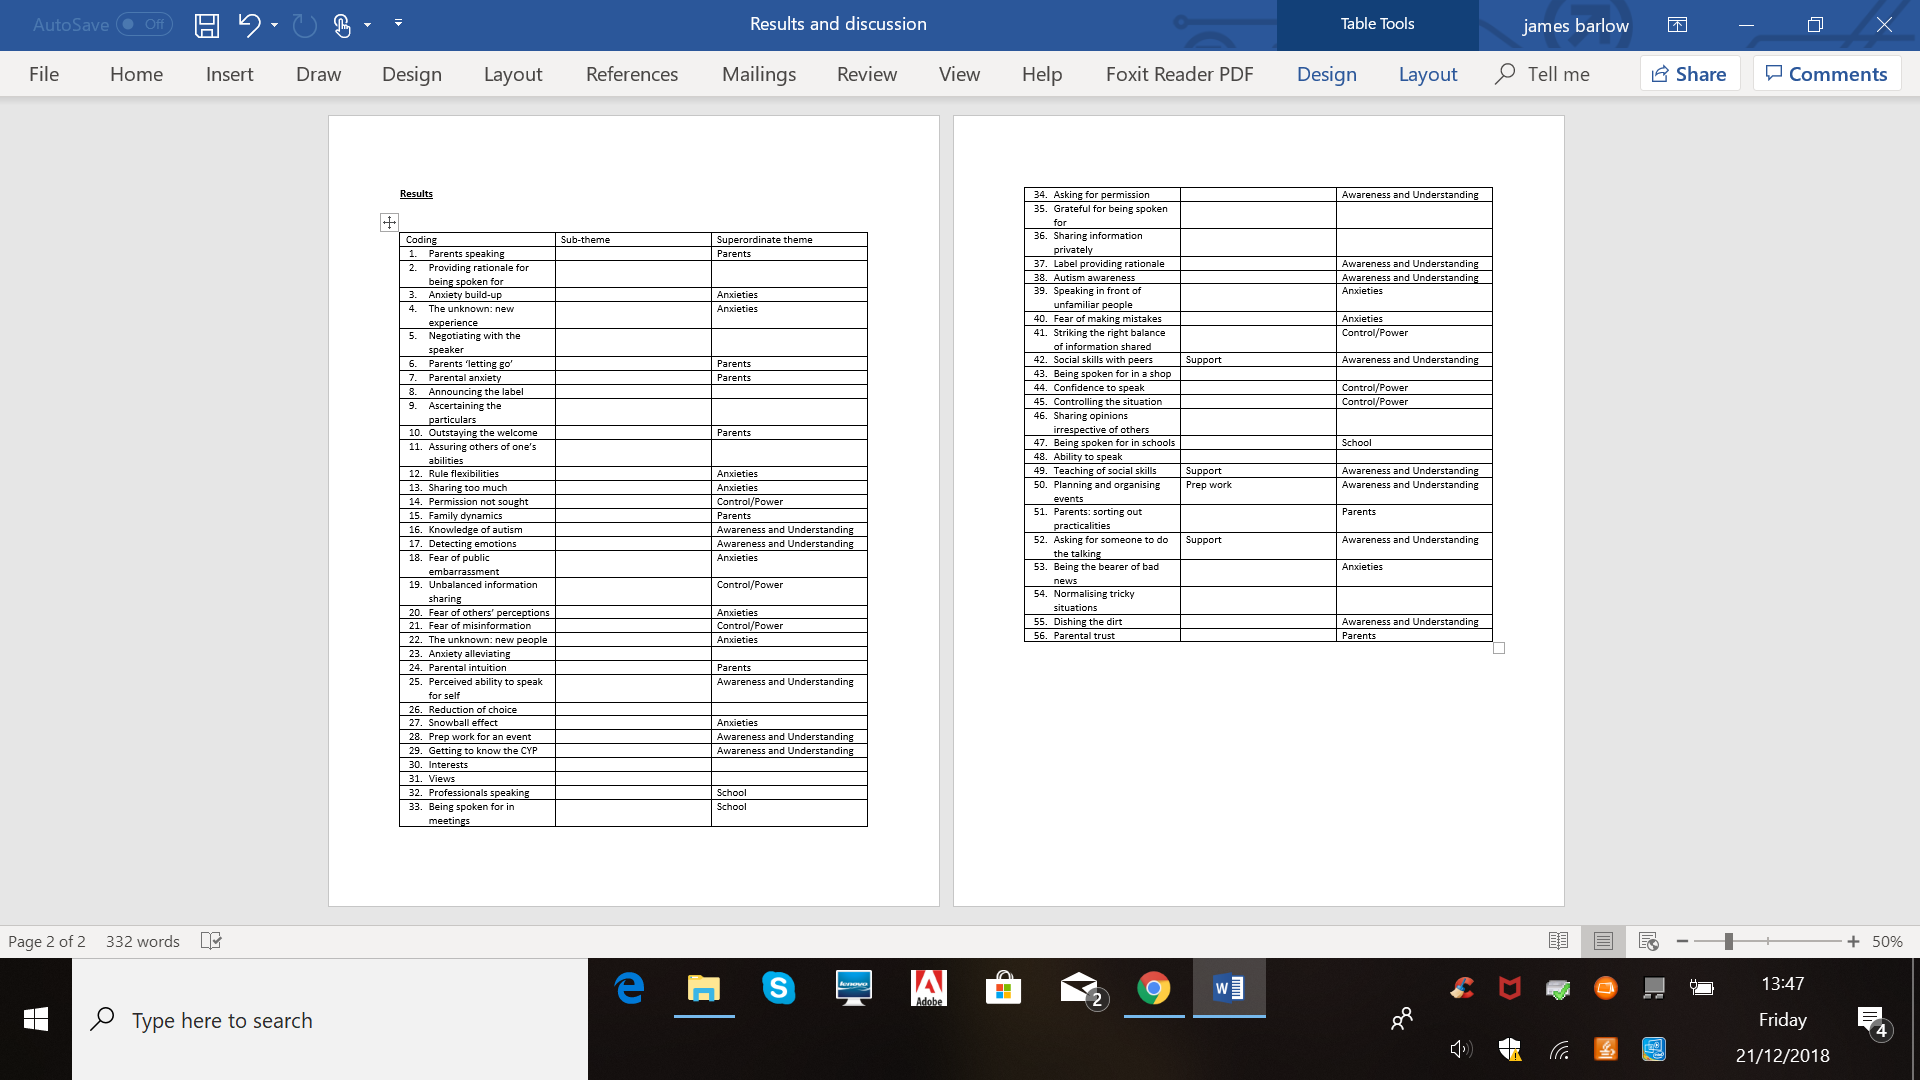 AutoSave Off
Results and discussion
Table Tools
james barlow
File Home Insert Draw Design Layout References Mailings Review View Help Foxit Reader PDF Design Layout Tell me Share Comments
Results
Coding Sub-theme Superordinate theme
1. Parents speaking Parents
2. Providing rationale for
being spoken for
3. Anxiety build-up Anxieties
4. The unknown: new Anxieties
experience
5. Negotiating with the
speaker
6. Parents ‘letting go’ Parents
7. Parental anxiety Parents
8. Announcing the label
9. Ascertaining the
particulars
10. Outstaying the welcome Parents
11. Assuring others of one’s
abilities
12. Rule flexibilities Anxieties
13. Sharing too much Anxieties
14. Permission not sought Control/Power
15. Family dynamics Parents
16. Knowledge of autism Awareness and Understanding
17. Detecting emotions Awareness and Understanding
18. Fear of public Anxieties
embarrassment
19. Unbalanced information Control/Power
sharing
20. Fear of others’ perceptions Anxieties
21. Fear of misinformation Control/Power
22. The unknown: new people Anxieties
23. Anxiety alleviating
24. Parental intuition Parents
25. Perceived ability to speak Awareness and Understanding
for self
26. Reduction of choice
27. Snowball effect Anxieties
28. Prep work for an event Awareness and Understanding
29. Getting to know the CYP Awareness and Understanding
30. Interests
31. Views
32. Professionals speaking School
33. Being spoken for in School
meetings
34. Asking for permission Awareness and Understanding
35. Grateful for being spoken
for
36. Sharing information
privately
37. Label providing rationale Awareness and Understanding
38. Autism awareness Awareness and Understanding
39. Speaking in front of Anxieties
unfamiliar people
40. Fear of making mistakes Anxieties
41. Striking the right balance Control/Power
of information shared
42. Social skills with peers Support Awareness and Understanding
43. Being spoken for in a shop
44. Confidence to speak Control/Power
45. Controlling the situation Control/Power
46. Sharing opinions
irrespective of others
47. Being spoken for in schools School
48. Ability to speak
49. Teaching of social skills Support Awareness and Understanding
50. Planning and organising Prep work Awareness and Understanding
events
51. Parents: sorting out Parents
practicalities
52. Asking for someone to do Support Awareness and Understanding
the talking
53. Being the bearer of bad Anxieties
news
54. Normalising tricky
situations
55. Dishing the dirt Awareness and Understanding
56. Parental trust Parents
Page 2 of 2 332 words
50%
Type here to search
lenovo
Adobe
2
W
13:47
Friday
21/12/2018
4